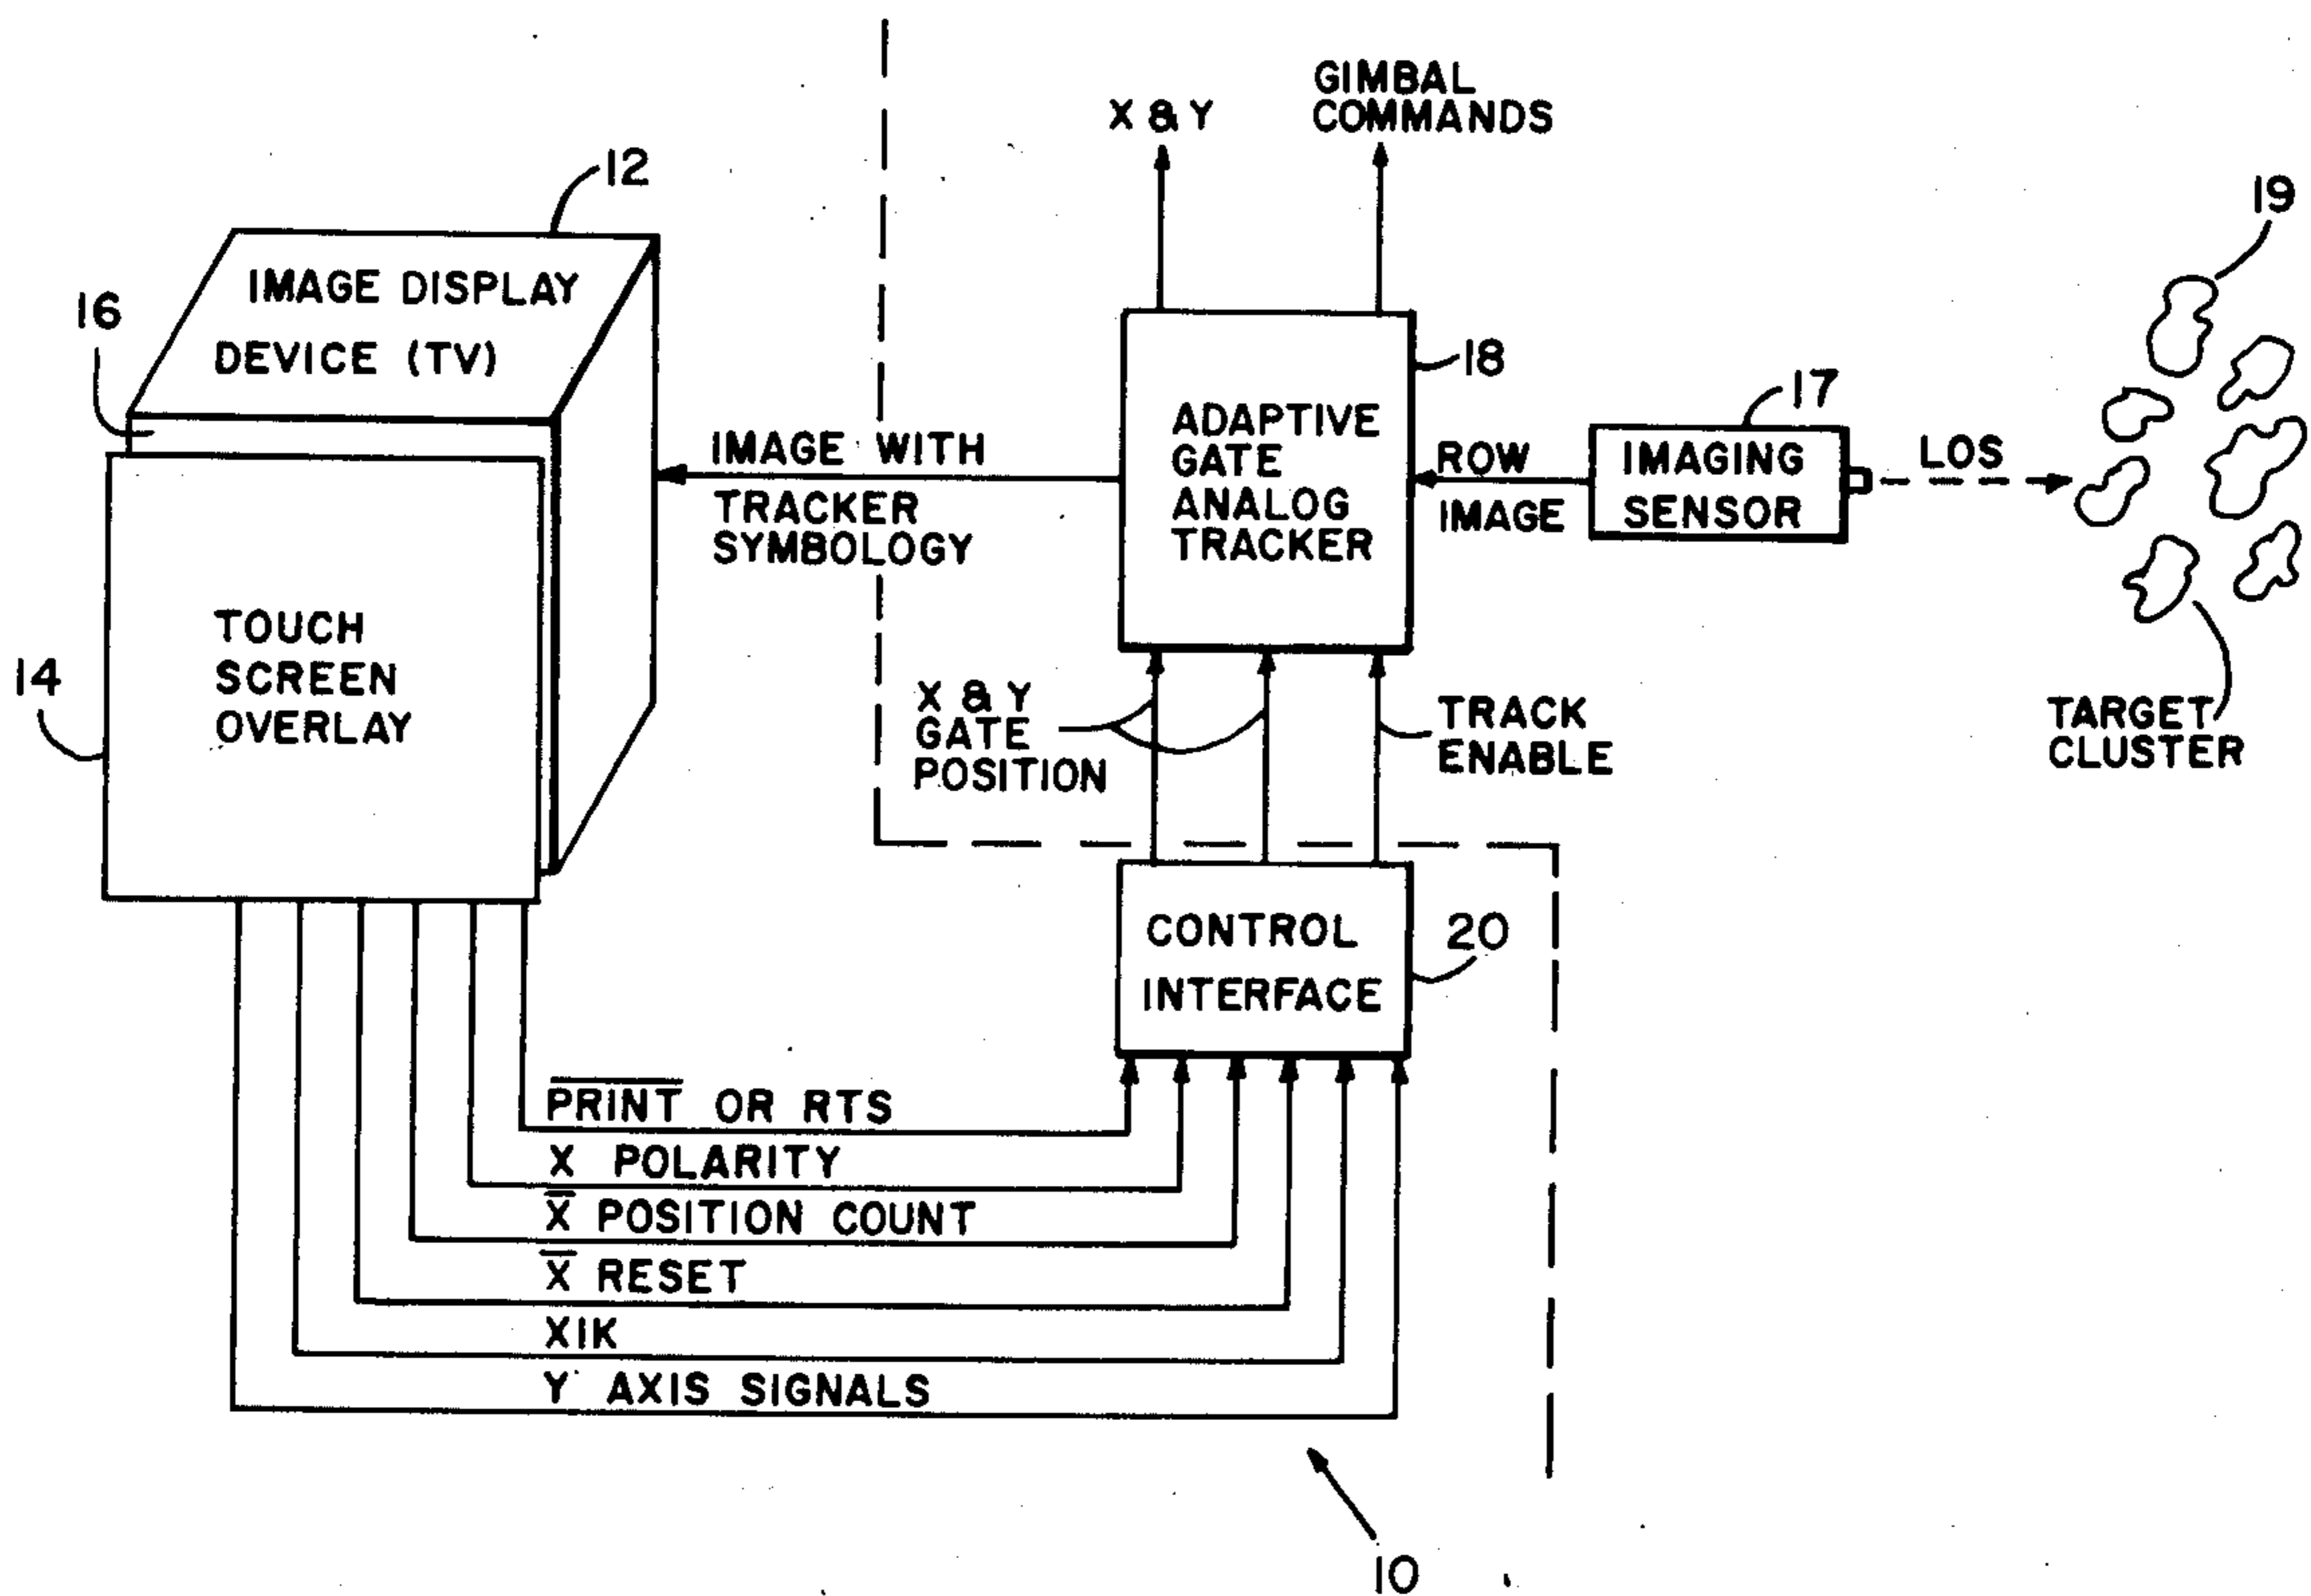 X & Y
GIMBAL
COMMANDS
12
19
16
IMAGE DISPLAY
DEVICE (TV)
18
17
ADAPTIVE
GATE
ANALOG
TRACKER
IMAGE WITH
TRACKER
SYMBOLOGY
ROW
IMAGE
IMAGING
SENSOR
LOS
14
TOUCH
SCREEN
OVERLAY
X & Y
GATE
POSITION
TRACK
ENABLE
TARGET
CLUSTER
CONTROL
INTERFACE
20
P̅R̅I̅N̅T̅ OR RTS
X POLARITY
X̅ POSITION COUNT
X̅ RESET
XIK
Y AXIS SIGNALS
10